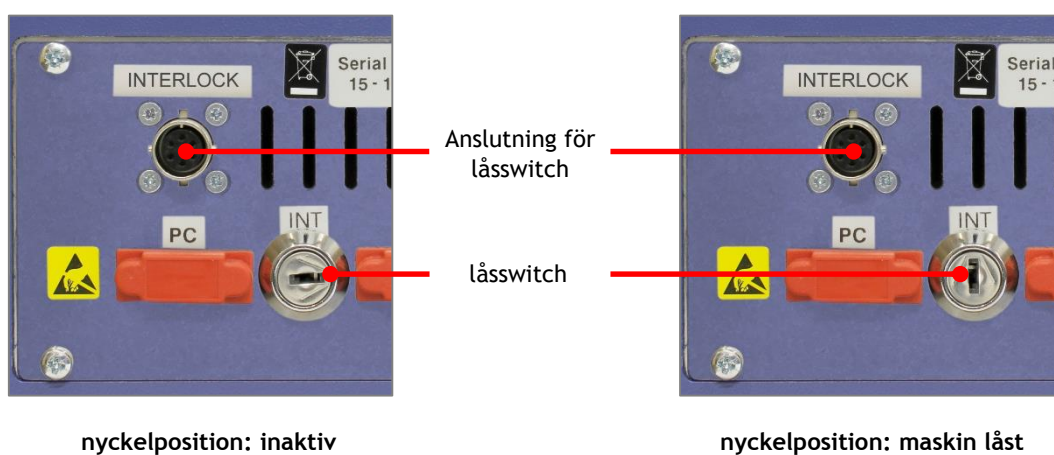 INTERLOCK
Serial
15 - 1
PC
INT
Anslutning för
låsswitch
låsswitch
INTERLOCK
Serial
15 -
PC
INT
nyckelposition: inaktiv
nyckelposition: maskin låst